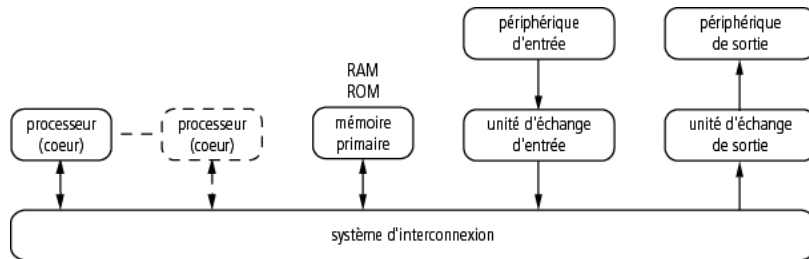 périphérique
d'entrée
périphérique
de sortie
RAM
ROM
processeur
(coeur)
processeur
(coeur)
mémoire
primaire
unité d'échange
d'entrée
unité d'échange
de sortie
système d'interconnexion